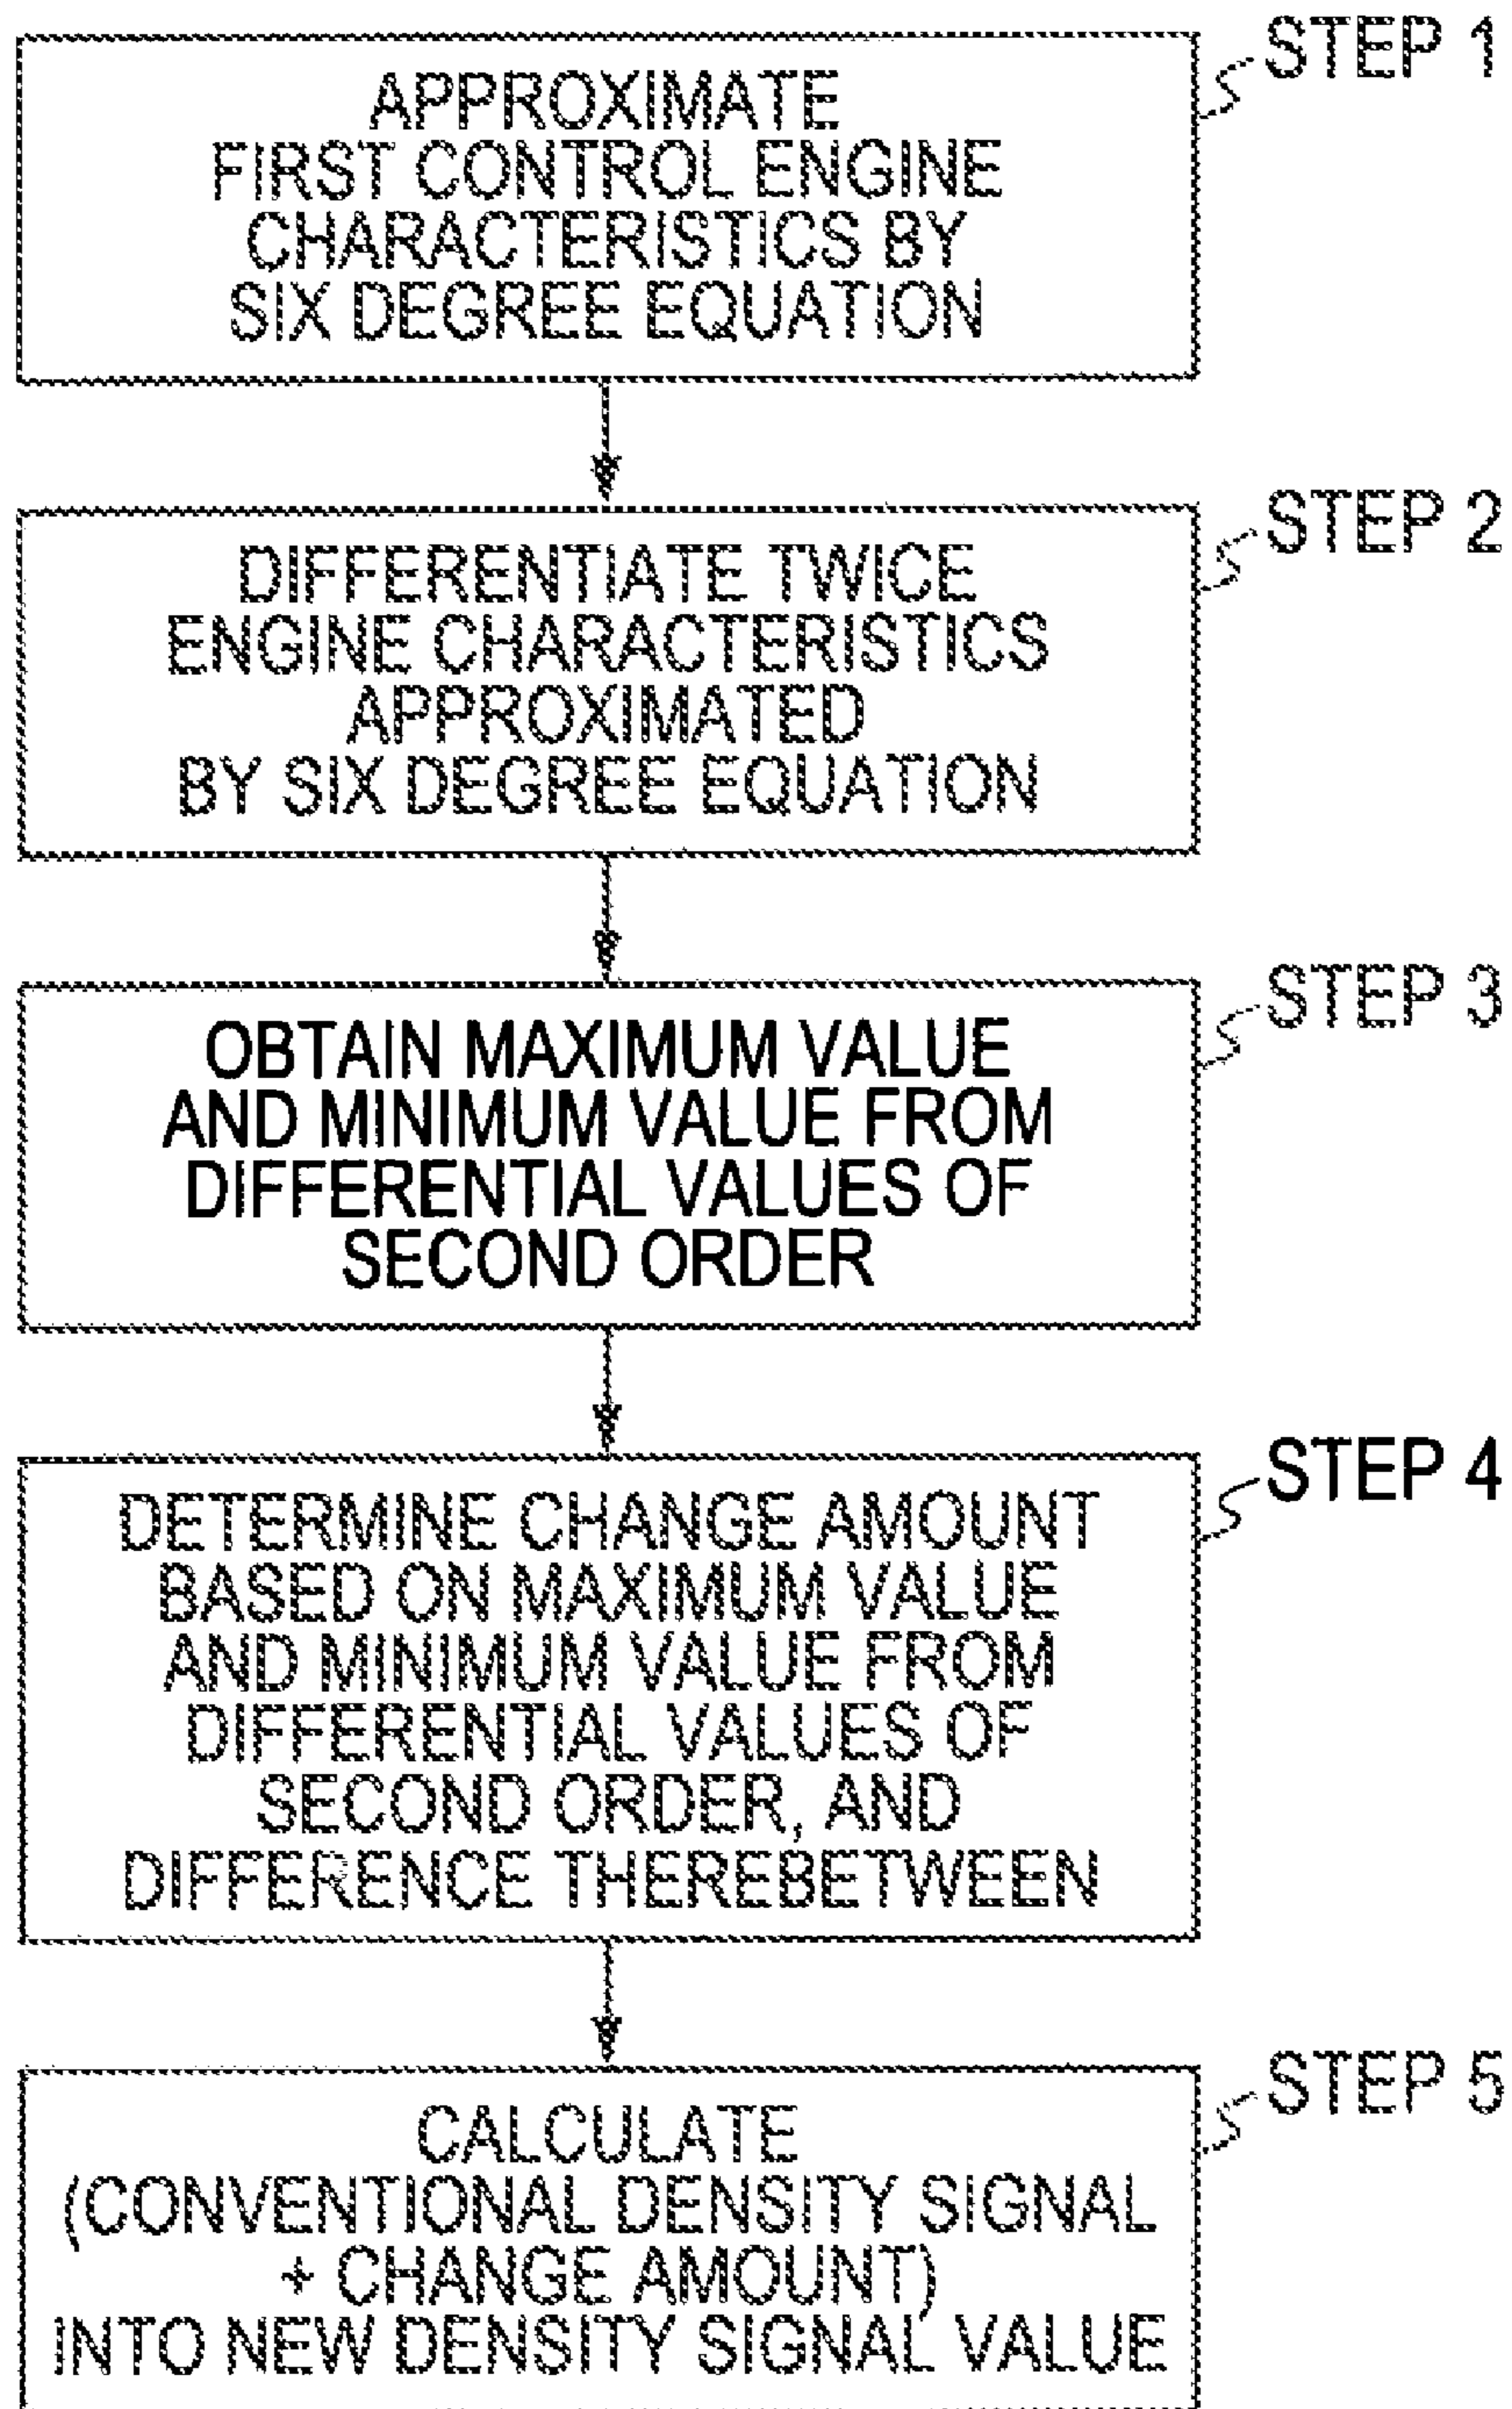 STEP 1
APPROXIMATE
FIRST CONTROL ENGINE
CHARACTERISTICS BY
SIX DEGREE EQUATION
STEP 2
DIFFERENTIATE TWICE
ENGINE CHARACTERISTICS
APPROXIMATED
BY SIX DEGREE EQUATION
STEP 3
OBTAIN MAXIMUM VALUE
AND MINIMUM VALUE FROM
DIFFERENTIAL VALUES OF
SECOND ORDER
STEP 4
DETERMINE CHANGE AMOUNT
BASED ON MAXIMUM VALUE
AND MINIMUM VALUE FROM
DIFFERENTIAL VALUES OF
SECOND ORDER, AND
DIFFERENCE THEREBETWEEN
STEP 5
CALCULATE
(CONVENTIONAL DENSITY SIGNAL
+ CHANGE AMOUNT)
INTO NEW DENSITY SIGNAL VALUE